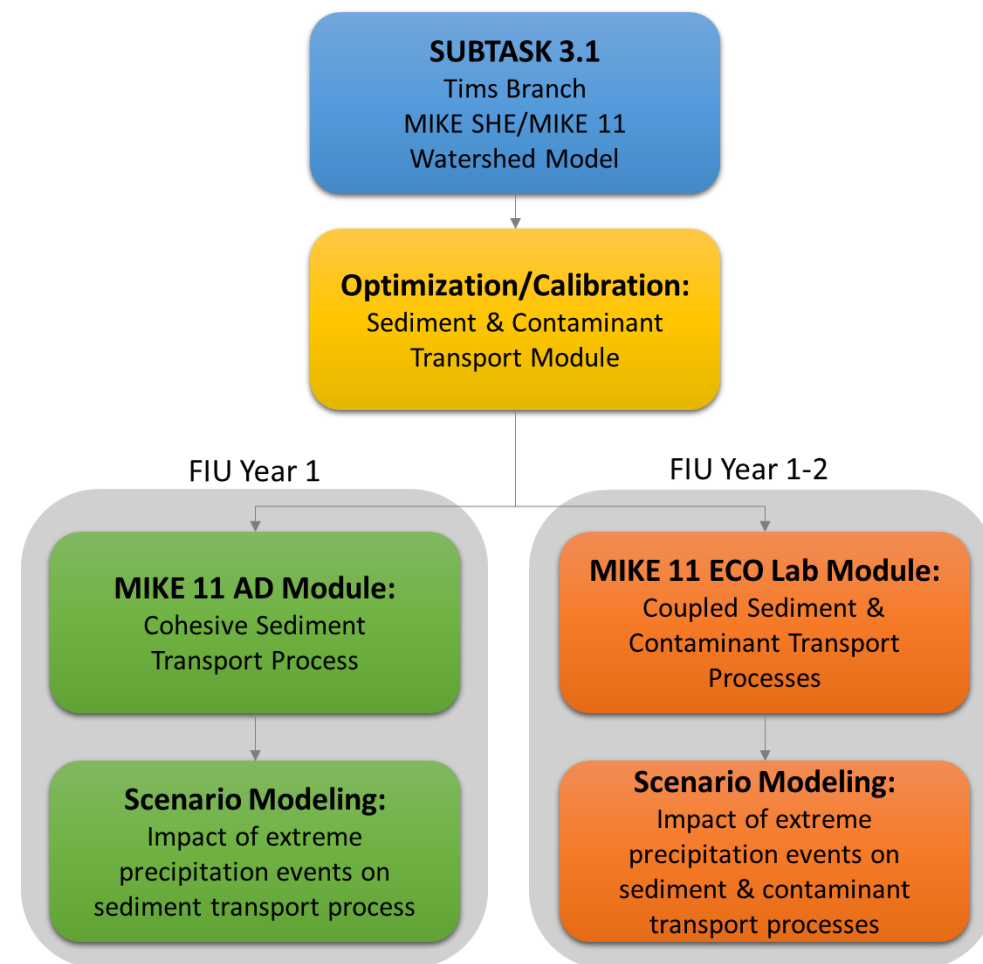 SUBTASK 3.1
Tims Branch
MIKE SHE/MIKE 11
Watershed Model
Optimization/Calibration:
Sediment & Contaminant
Transport Module
FIU Year 1
MIKE 11 AD Module:
Cohesive Sediment
Transport Process
Scenario Modeling:
Impact of extreme
precipitation events on
sediment transport process
FIU Year 1-2
MIKE 11 ECO Lab Module:
Coupled Sediment &
Contaminant Transport
Processes
Scenario Modeling:
Impact of extreme
precipitation events on
sediment & contaminant
transport processes